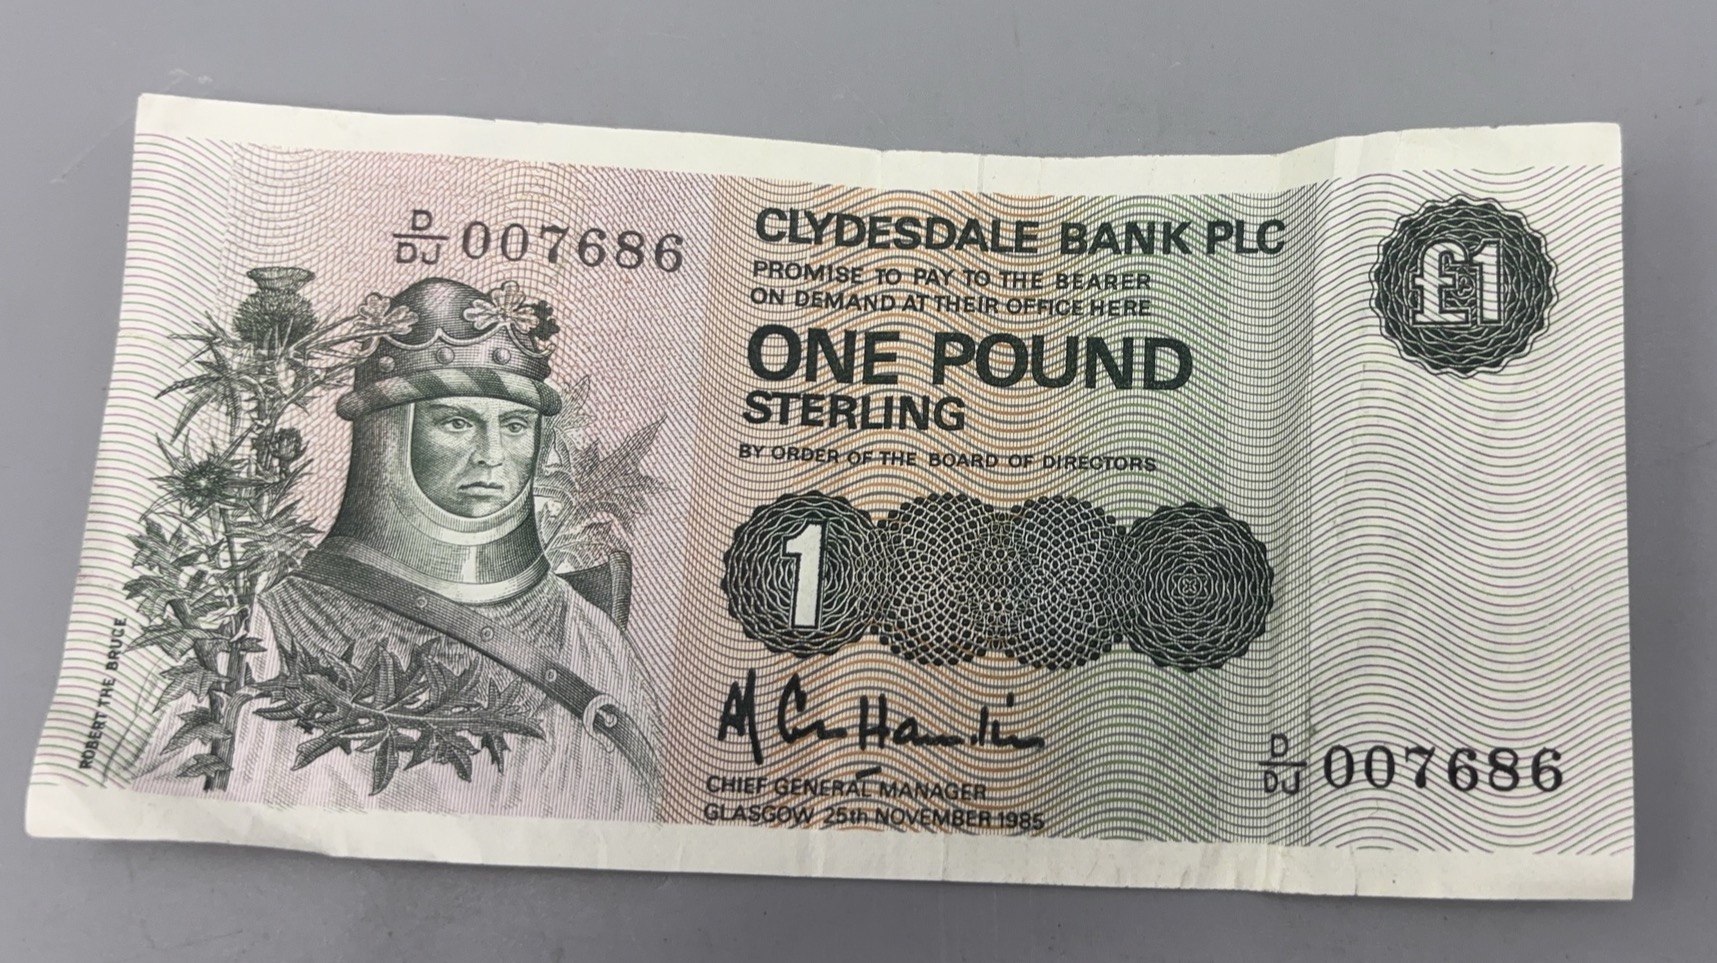 D/DJ 007686
CLYDESDALE BANK PLC
PROMISE TO PAY TO THE BEARER
ON DEMAND AT THEIR OFFICE HERE
ONE POUND
STERLING
BY ORDER OF THE BOARD OF DIRECTORS
£1
1
ROBERT THE BRUCE
CHIEF GENERAL MANAGER
GLASGOW 25th NOVEMBER 1985
D/DJ 007686